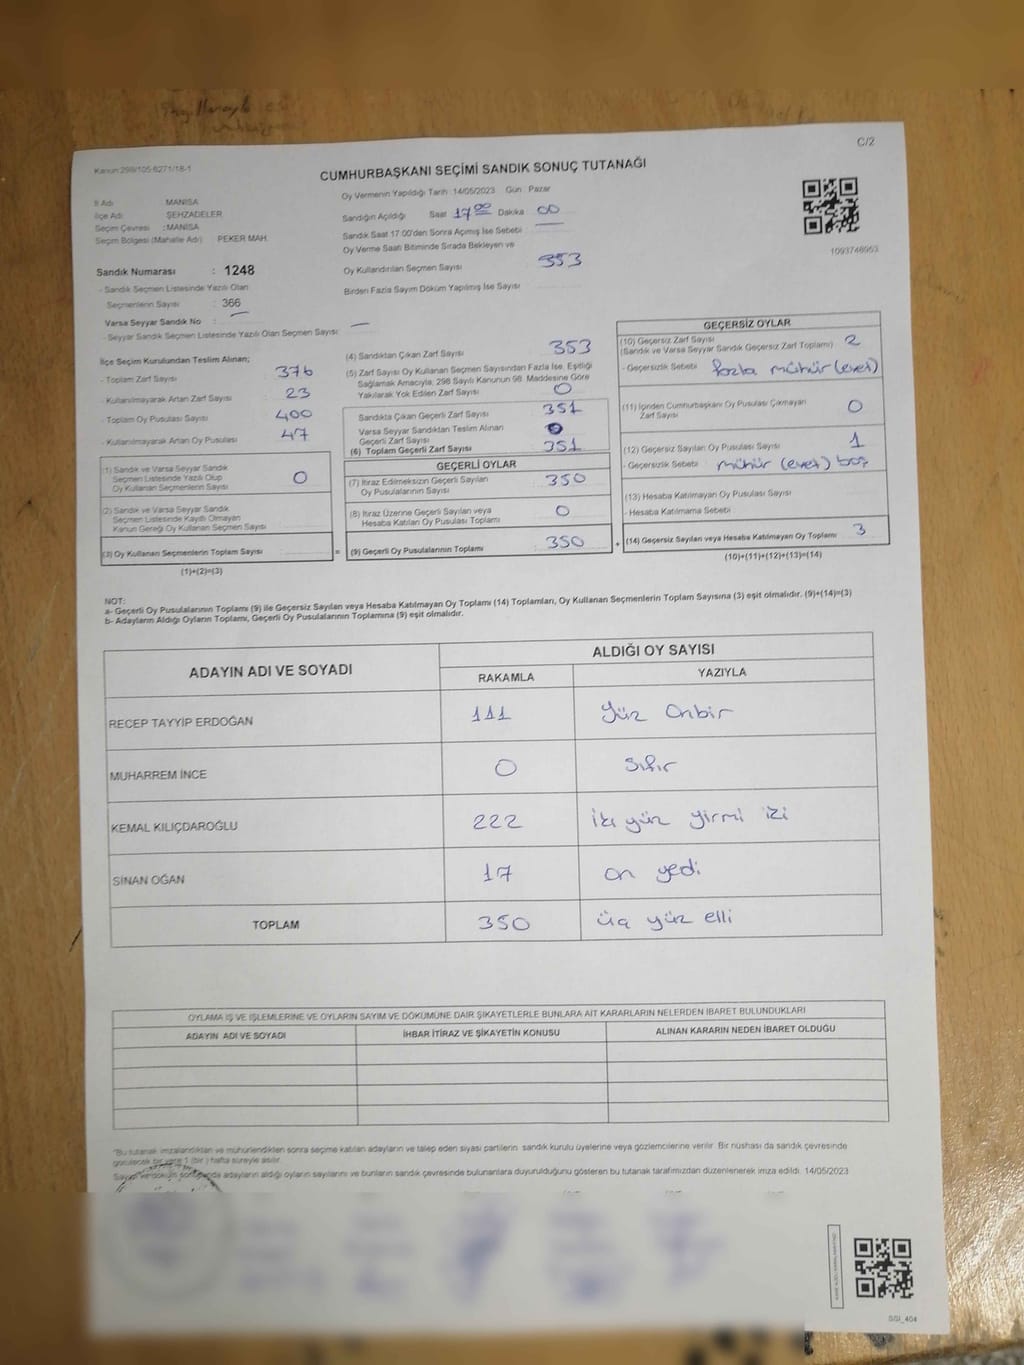 C/2
Kanun:298/105-6271/18-1
CUMHURBAŞKANI SEÇİMİ SANDIK SONUÇ TUTANAĞI
İl Adı MANİSA
İlçe Adı ŞEHZADELER
Seçim Çevresi : MANİSA
Seçim Bölgesi (Mahalle Adı) PEKER MAH.
Oy Vermenin Yapıldığı Tarih :14/05/2023 Gün : Pazar
Sandığın Açıldığı Saat 17:00 Dakika 00
Sandık Saat 17:00'den Sonra Açılmış İse Sebebi
Oy Verme Saati Bitiminde Sırada Bekleyen ve
Oy Kullandırılan Seçmen Sayısı 353
Birden Fazla Sayım Döküm Yapılmış İse Sayısı
1093746953
Sandık Numarası : 1248
- Sandık Seçmen Listesinde Yazılı Olan
Seçmenlerin Sayısı : 366
Varsa Seyyar Sandık No : —
- Seyyar Sandık Seçmen Listesinde Yazılı Olan Seçmen Sayısı : —
İlçe Seçim Kurulundan Teslim Alınan;
- Toplam Zarf Sayısı 376
- Kullanılmayarak Artan Zarf Sayısı 23
- Toplam Oy Pusulası Sayısı 400
- Kullanılmayarak Artan Oy Pusulası 47
(1) Sandık ve Varsa Seyyar Sandık
Seçmen Listesinde Yazılı Olup
Oy Kullanan Seçmenlerin Sayısı 0
(2) Sandık ve Varsa Seyyar Sandık
Seçmen Listesinde Kayıtlı Olmayan
Kanun Gereği Oy Kullanan Seçmen Sayısı
(3) Oy Kullanan Seçmenlerin Toplam Sayısı
(1)+(2)=(3)
(4) Sandıktan Çıkan Zarf Sayısı 353
(5) Zarf Sayısı Oy Kullanan Seçmen Sayısından Fazla İse, Eşitliği
Sağlamak Amacıyla; 298 Sayılı Kanunun 98. Maddesine Göre
Yakılarak Yok Edilen Zarf Sayısı 0
Sandıkta Çıkan Geçerli Zarf Sayısı 351
Varsa Seyyar Sandıktan Teslim Alınan
Geçerli Zarf Sayısı 0
(6) Toplam Geçerli Zarf Sayısı 351
GEÇERLİ OYLAR
(7) İtiraz Edilmeksizin Geçerli Sayılan
Oy Pusulalarının Sayısı 350
(8) İtiraz Üzerine Geçerli Sayılan veya
Hesaba Katılan Oy Pusulası Toplamı 0
= (9) Geçerli Oy Pusulalarının Toplamı 350
GEÇERSİZ OYLAR
(10) Geçersiz Zarf Sayısı 2
(Sandık ve Varsa Seyyar Sandık Geçersiz Zarf Toplamı)
- Geçersizlik Sebebi fazla mühür (evet)
(11) İçinden Cumhurbaşkanı Oy Pusulası Çıkmayan
Zarf Sayısı 0
(12) Geçersiz Sayılan Oy Pusulası Sayısı 1
- Geçersizlik Sebebi mühür (evet) boş
(13) Hesaba Katılmayan Oy Pusulası Sayısı
- Hesaba Katılmama Sebebi
+ (14) Geçersiz Sayılan veya Hesaba Katılmayan Oy Toplamı 3
(10)+(11)+(12)+(13)=(14)
NOT:
a- Geçerli Oy Pusulalarının Toplamı (9) ile Geçersiz Sayılan veya Hesaba Katılmayan Oy Toplamı (14) Toplamları, Oy Kullanan Seçmenlerin Toplam Sayısına (3) eşit olmalıdır. (9)+(14)=(3)
b- Adayların Aldığı Oyların Toplamı, Geçerli Oy Pusulalarının Toplamına (9) eşit olmalıdır.
ADAYIN ADI VE SOYADI ALDIĞI OY SAYISI
RAKAMLA YAZIYLA
RECEP TAYYİP ERDOĞAN 111 Yüz Onbir
MUHARREM İNCE 0 Sıfır
KEMAL KILIÇDAROĞLU 222 iki yüz yirmi iki
SİNAN OĞAN 17 on yedi
TOPLAM 350 üç yüz elli
OYLAMA İŞ VE İŞLEMLERİNE VE OYLARIN SAYIM VE DÖKÜMÜNE DAİR ŞİKAYETLERLE BUNLARA AİT KARARLARIN NELERDEN İBARET BULUNDUKLARI
ADAYIN ADI VE SOYADI İHBAR İTİRAZ VE ŞİKAYETİN KONUSU ALINAN KARARIN NEDEN İBARET OLDUĞU
*Bu tutanak imzalandıktan ve mühürlendikten sonra seçime katılan adayların ve talep eden siyasi partilerin sandık kurulu üyelerine veya gözlemcilerine verilir. Bir nüshası da sandık çevresinde
görülecek bir yere 1 (bir) hafta süreyle asılır.
Sayım ve döküm sonucunda adayların aldığı oyların sayılarını ve bunların sandık çevresinde bulunanlara duyurulduğunu gösteren bu tutanak tarafımızdan düzenlenerek imza edildi. 14/05/2023
SSI_404